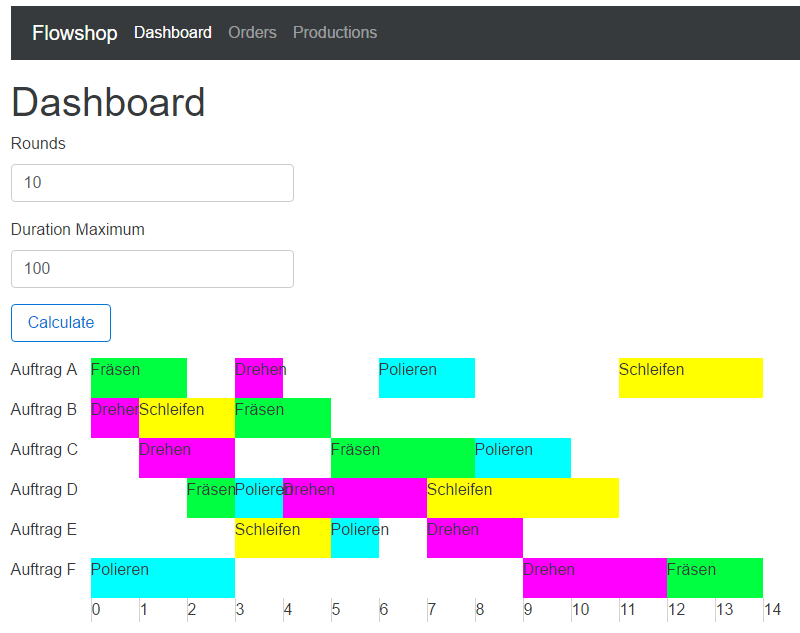 Flowshop Dashboard Orders Productions
Dashboard
Rounds
10
Duration Maximum
100
Calculate
Auftrag A Fräsen Drehen Polieren Schleifen
Auftrag B Drehen Schleifen Fräsen
Auftrag C Drehen Fräsen Polieren
Auftrag D Fräsen Polieren Drehen Schleifen
Auftrag E Schleifen Polieren Drehen
Auftrag F Polieren Drehen Fräsen
0 1 2 3 4 5 6 7 8 9 10 11 12 13 14